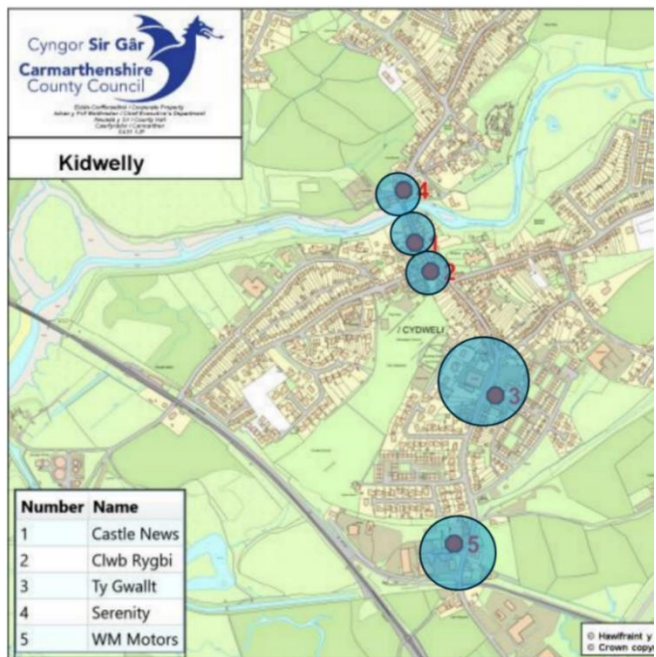 Cyngor Sir Gâr
Carmarthenshire
County Council
Kidwelly
4
1
2
/ CYDWELI
3
5
Number Name
1 Castle News
2 Clwb Rygbi
3 Ty Gwallt
4 Serenity
5 WM Motors
© Hawlfraint y
© Crown copy